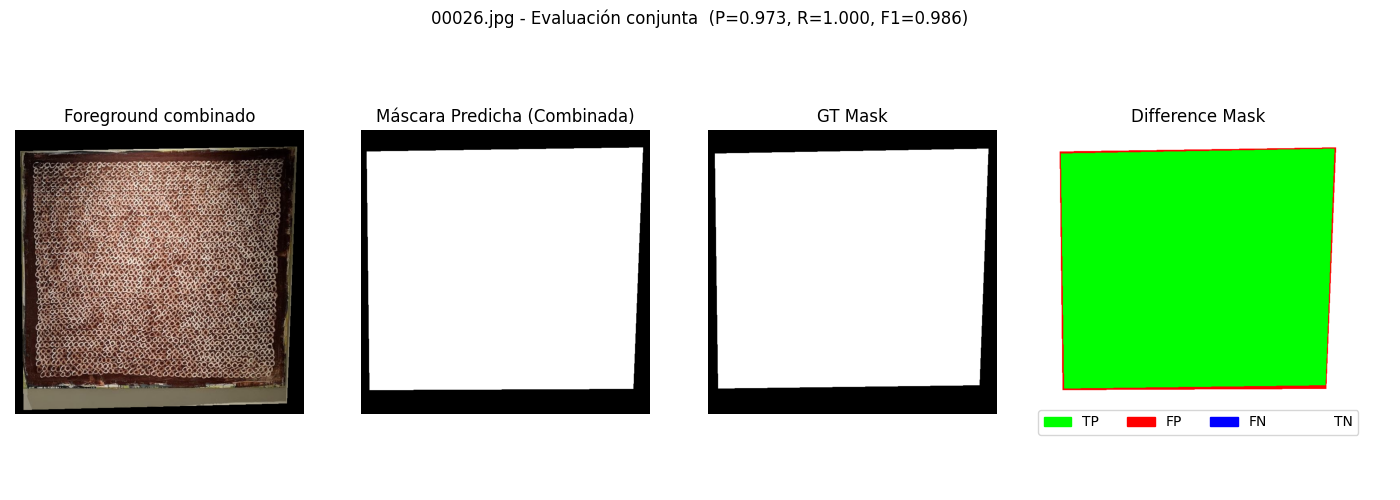 00026.jpg - Evaluación conjunta  (P=0.973, R=1.000, F1=0.986)
Foreground combinado
Máscara Predicha (Combinada)
GT Mask
Difference Mask
TP
FP
FN
TN